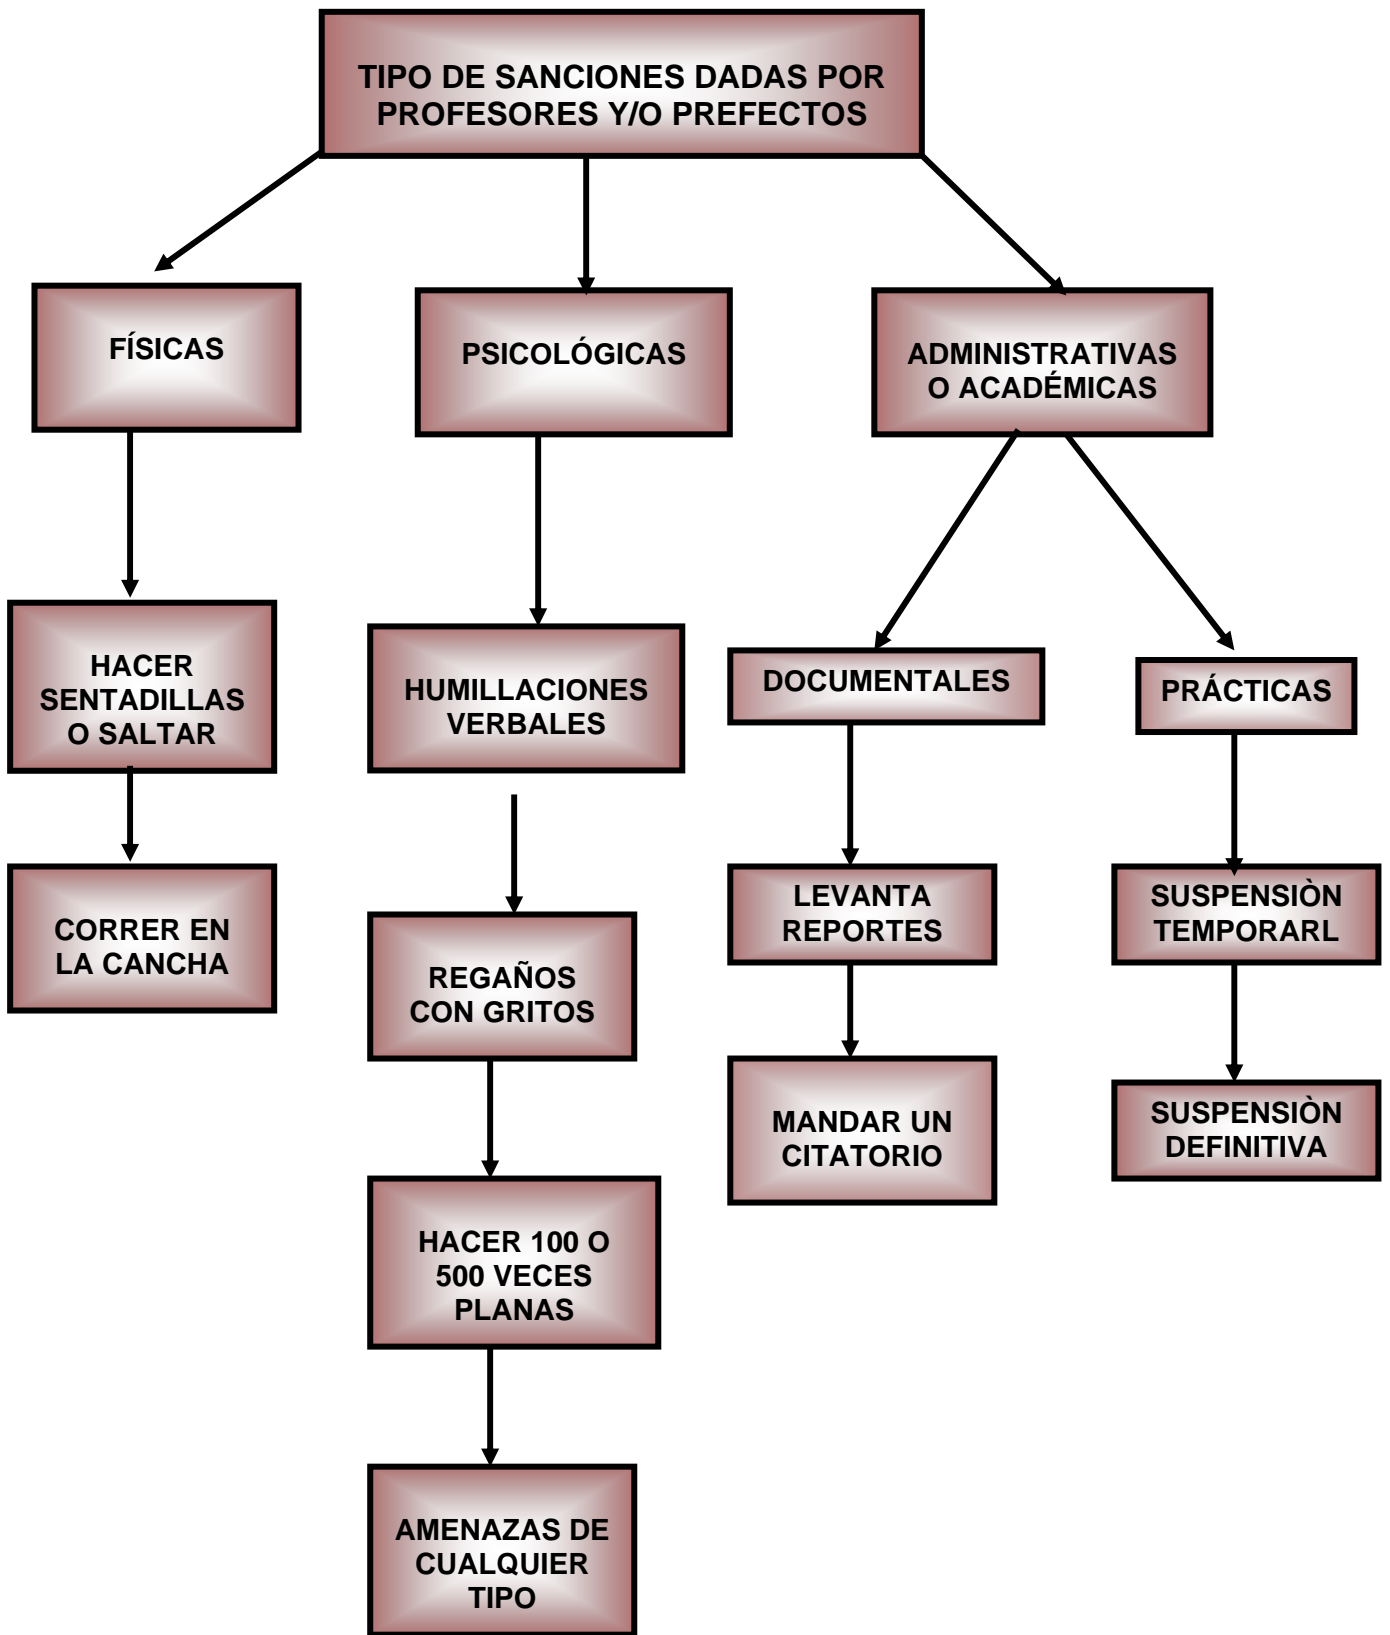 TIPO DE SANCIONES DADAS POR
PROFESORES Y/O PREFECTOS
FÍSICAS
PSICOLÓGICAS
ADMINISTRATIVAS
O ACADÉMICAS
HACER
SENTADILLAS
O SALTAR
HUMILLACIONES
VERBALES
DOCUMENTALES
PRÁCTICAS
CORRER EN
LA CANCHA
REGAÑOS
CON GRITOS
LEVANTA
REPORTES
SUSPENSIÒN
TEMPORARL
MANDAR UN
CITATORIO
SUSPENSIÒN
DEFINITIVA
HACER 100 O
500 VECES
PLANAS
AMENAZAS DE
CUALQUIER
TIPO